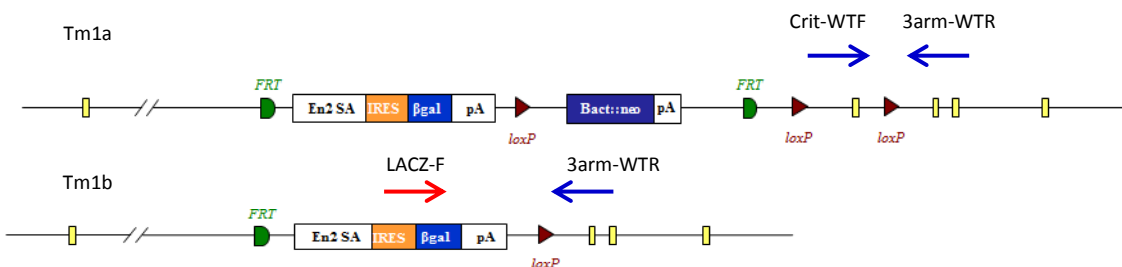 Crit-WTF 3arm-WTR
Tm1a
FRT FRT
En2 SA IRES βgal pA Bact::neo pA
loxP loxP loxP
LACZ-F 3arm-WTR
Tm1b
FRT
En2 SA IRES βgal pA
loxP